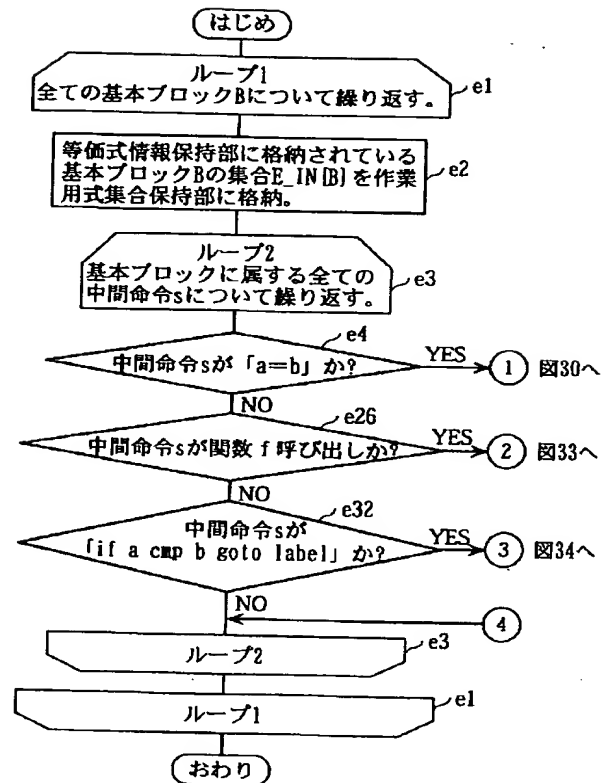 はじめ
ループ1
全ての基本ブロックBについて繰り返す。
e1
等価式情報保持部に格納されている
基本ブロックBの集合E_IN[B]を作業
用式集合保持部に格納。
e2
ループ2
基本ブロックに属する全ての
中間命令sについて繰り返す。
e3
e4
中間命令sが「a=b」か?
YES
1
図30へ
NO
e26
中間命令sが関数f呼び出しか?
YES
2
図33へ
NO
e32
中間命令sが
「if a cmp b goto label」か?
YES
3
図34へ
NO
4
ループ2
e3
ループ1
e1
おわり